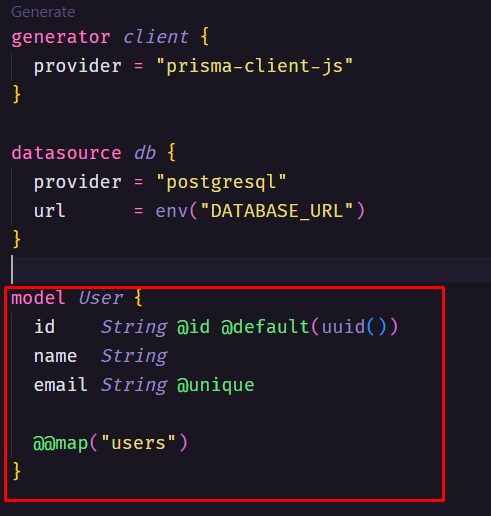 Generate
generator client {
  provider = "prisma-client-js"
}
datasource db {
  provider = "postgresql"
  url      = env("DATABASE_URL")
}
model User {
  id    String @id @default(uuid())
  name  String
  email String @unique
  @@map("users")
}